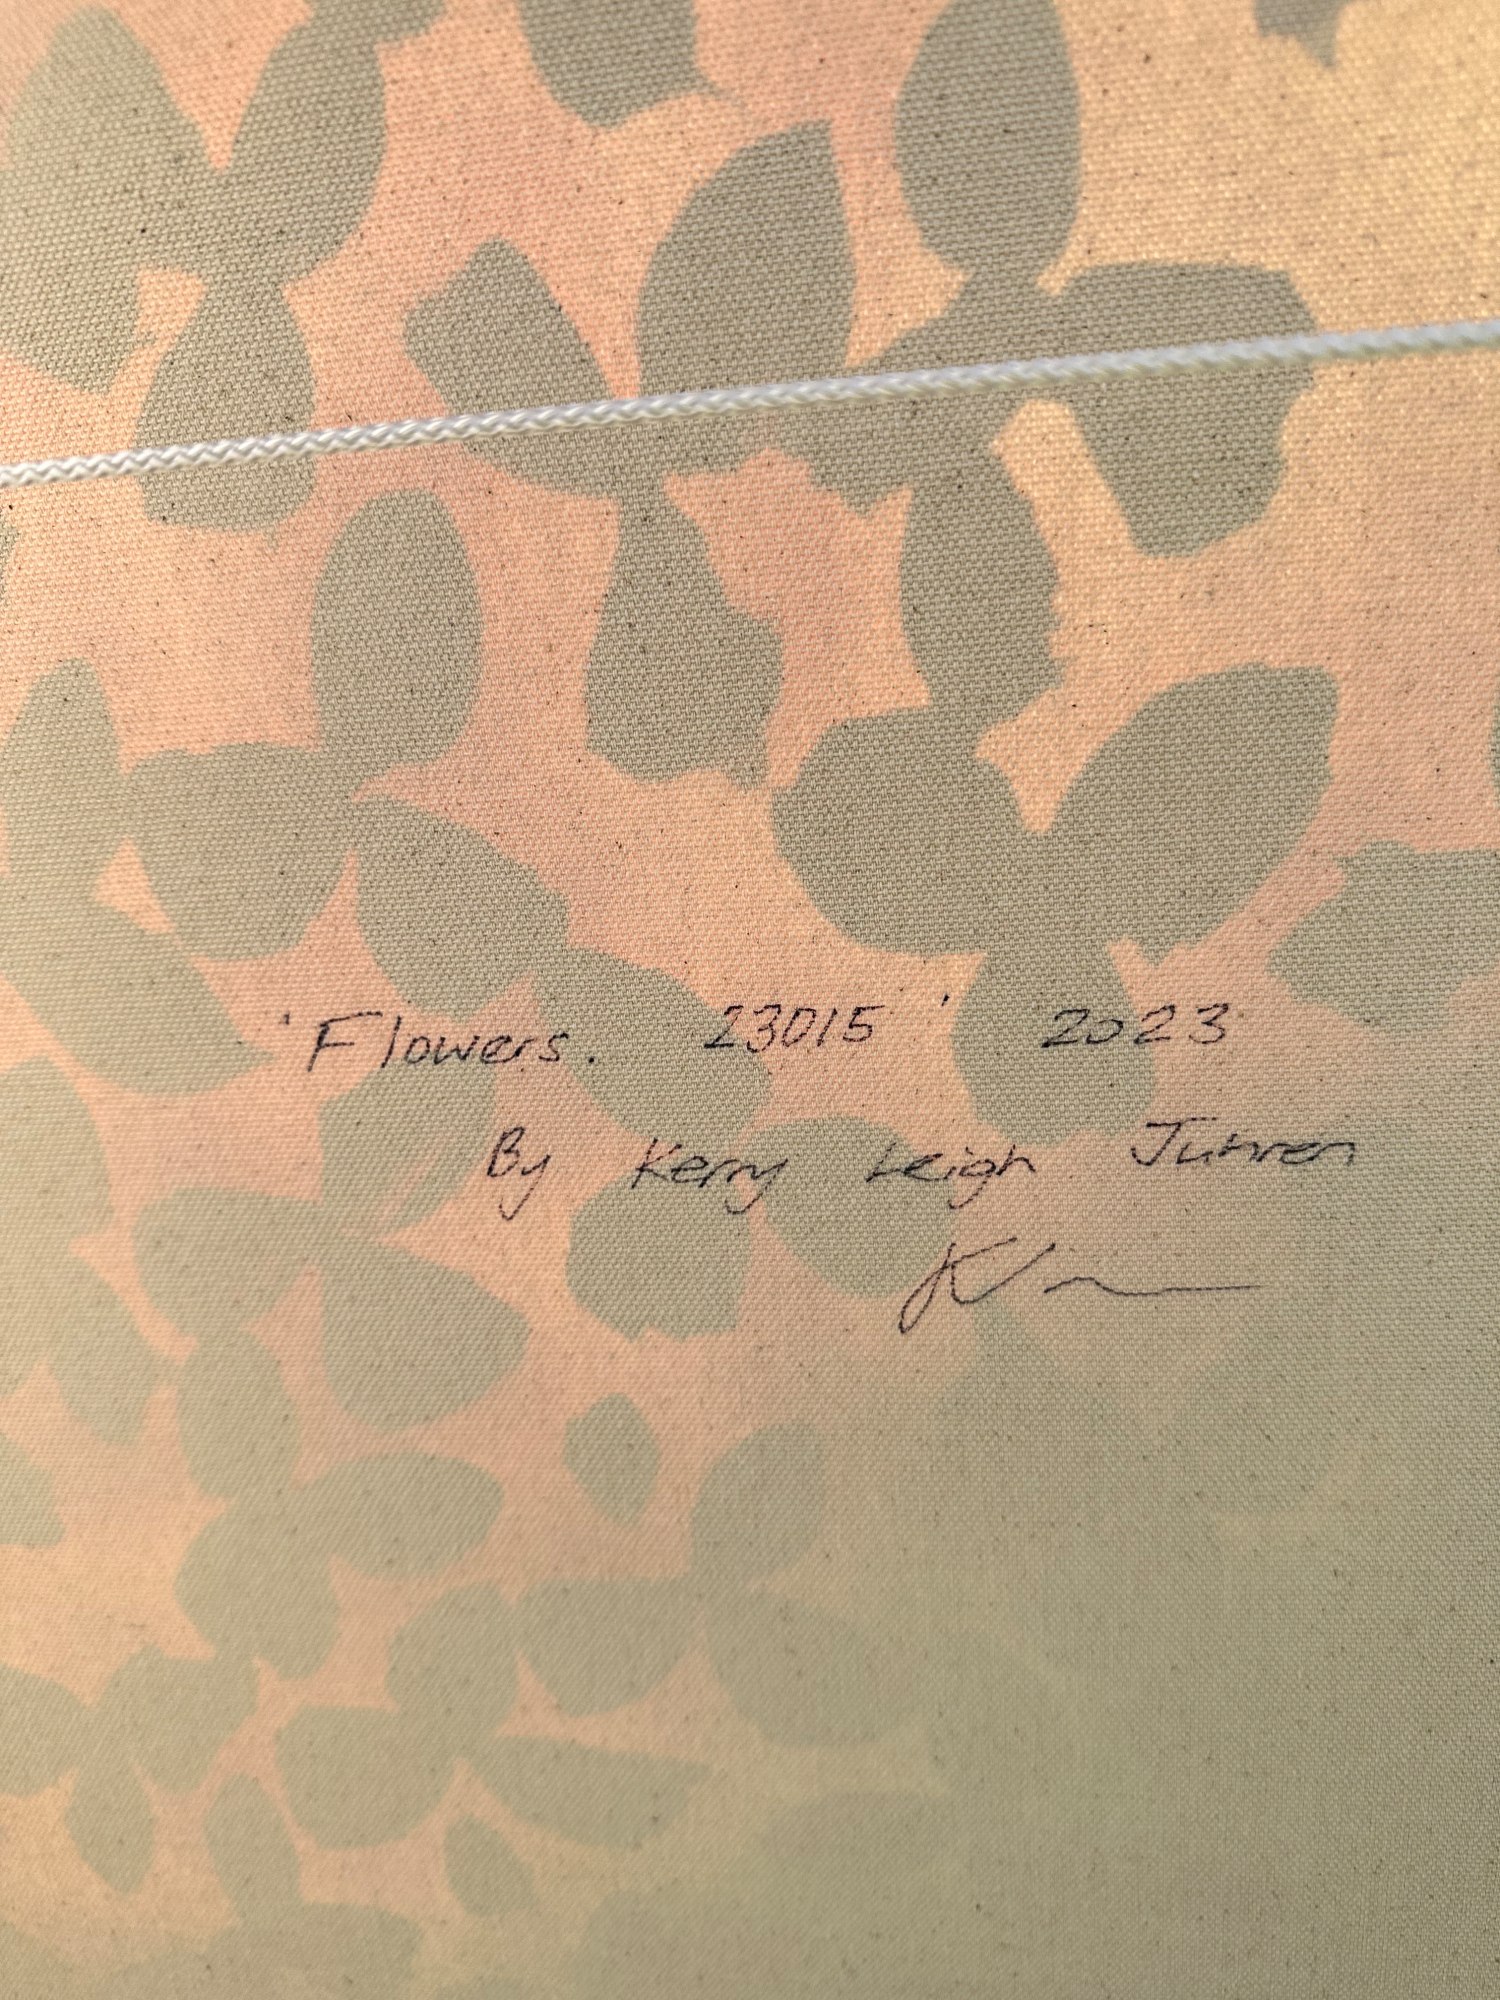 'Flowers. 23015' 2023
By Kerry Leigh Juhren